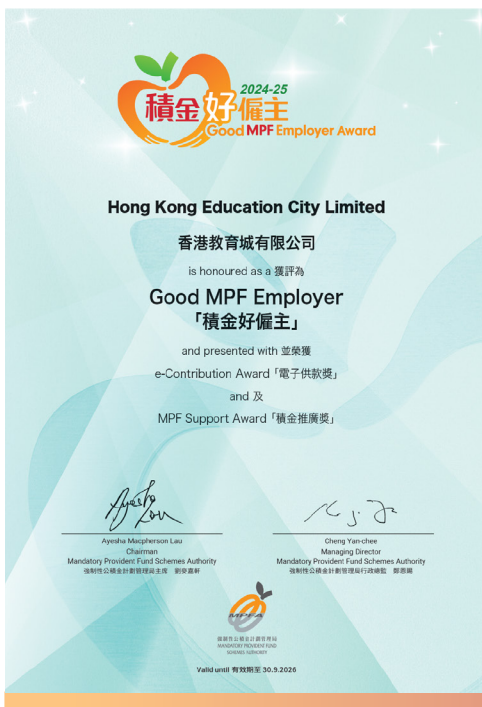 2024-25
積金好僱主
Good MPF Employer Award
Hong Kong Education City Limited
香港教育城有限公司
is honoured as a 獲評為
Good MPF Employer
「積金好僱主」
and presented with 並榮獲
e-Contribution Award「電子供款獎」
and 及
MPF Support Award「積金推廣獎」
Ayesha Lau
Ayesha Macpherson Lau
Chairman
Mandatory Provident Fund Schemes Authority
強制性公積金計劃管理局主席 劉麥嘉軒
Cheng Yan-chee
Managing Director
Mandatory Provident Fund Schemes Authority
強制性公積金計劃管理局行政總監 鄭恩賜
MPFA
強制性公積金計劃管理局
MANDATORY PROVIDENT FUND
SCHEMES AUTHORITY
Valid until 有效期至 30.9.2026